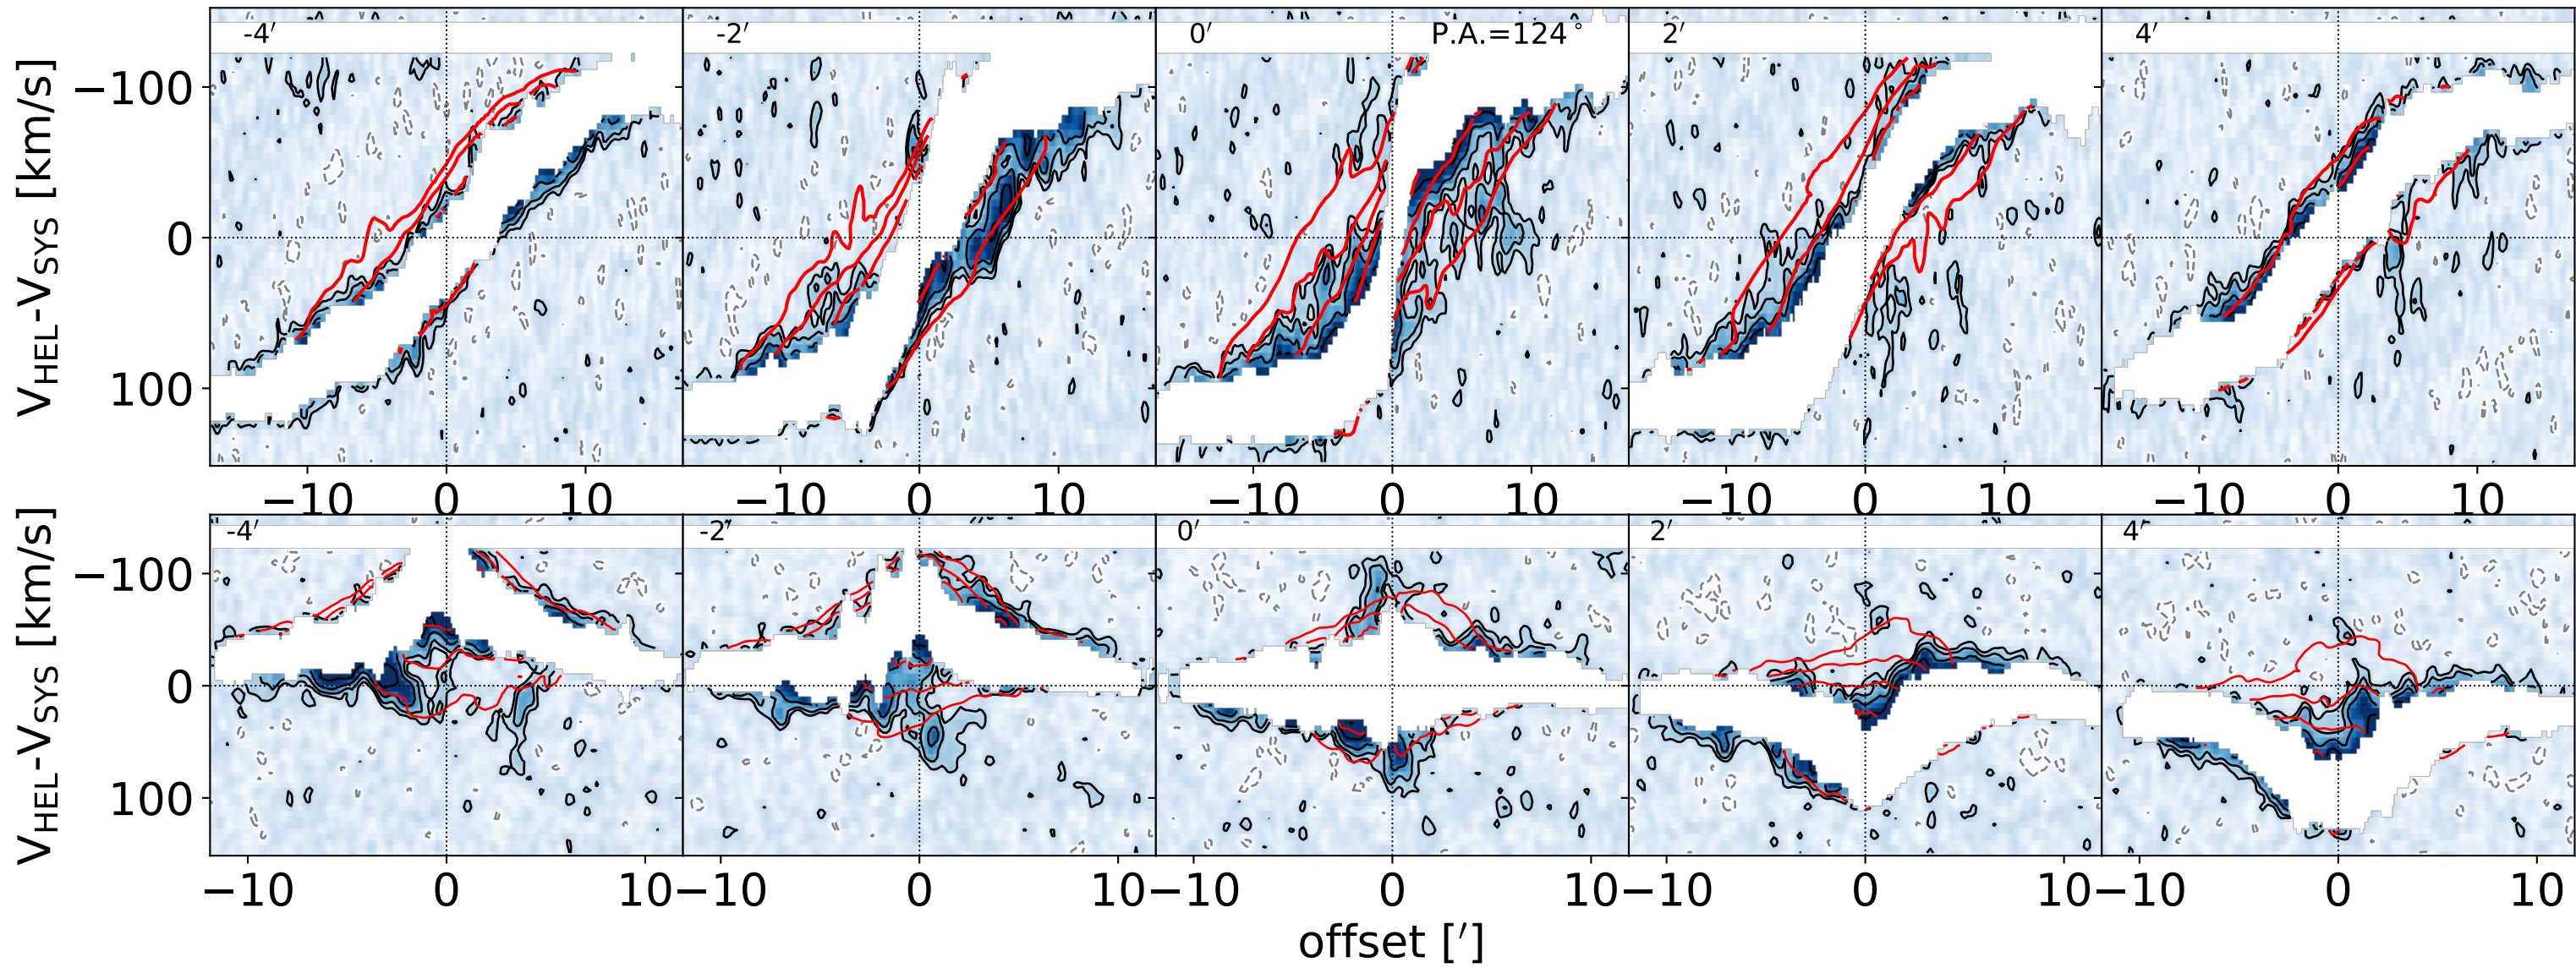 -4′ -2′ 0′ P.A.=124° 2′ 4′
V_HEL-V_SYS [km/s]
−100
0
100
−10 0 10 −10 0 10 −10 0 10 −10 0 10 −10 0 10
-4′ -2′ 0′ 2′ 4′
V_HEL-V_SYS [km/s]
−100
0
100
−10 0 10 −10 0 10 −10 0 10 −10 0 10 −10 0 10
offset [′]